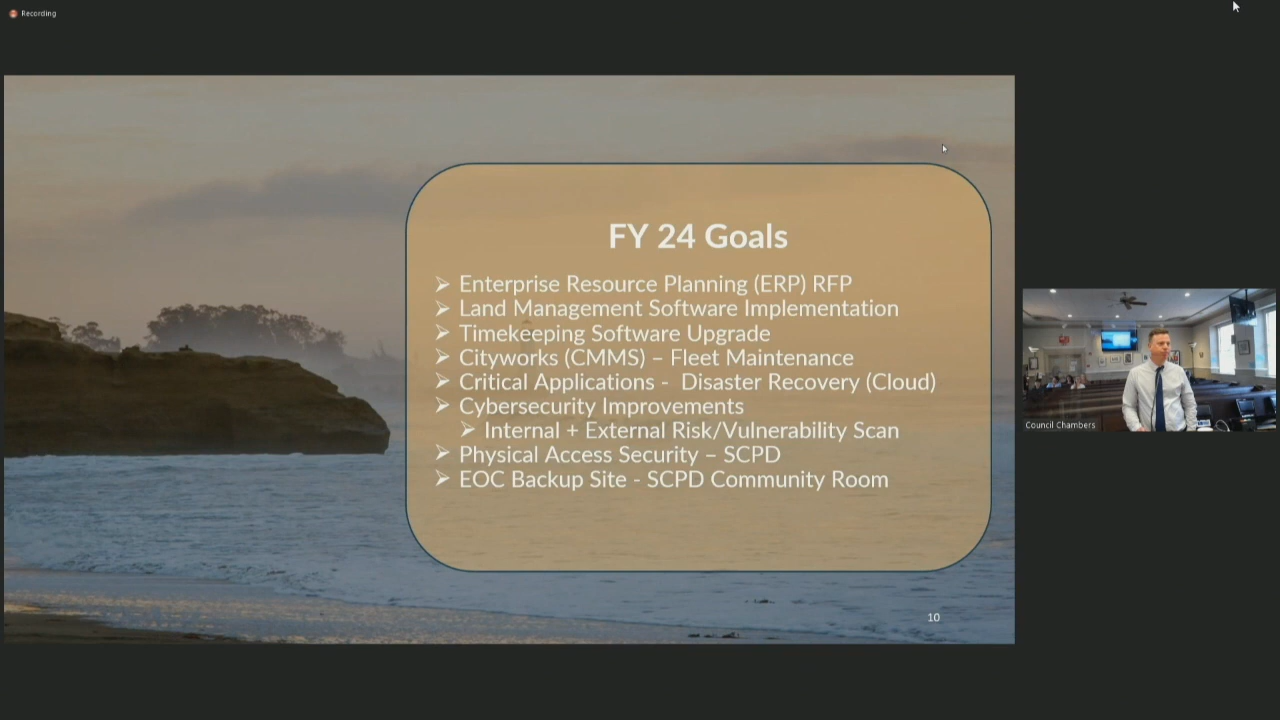 Recording
FY 24 Goals
Enterprise Resource Planning (ERP) RFP
Land Management Software Implementation
Timekeeping Software Upgrade
Cityworks (CMMS) – Fleet Maintenance
Critical Applications - Disaster Recovery (Cloud)
Cybersecurity Improvements
Internal + External Risk/Vulnerability Scan
Physical Access Security – SCPD
EOC Backup Site - SCPD Community Room
10
Council Chambers